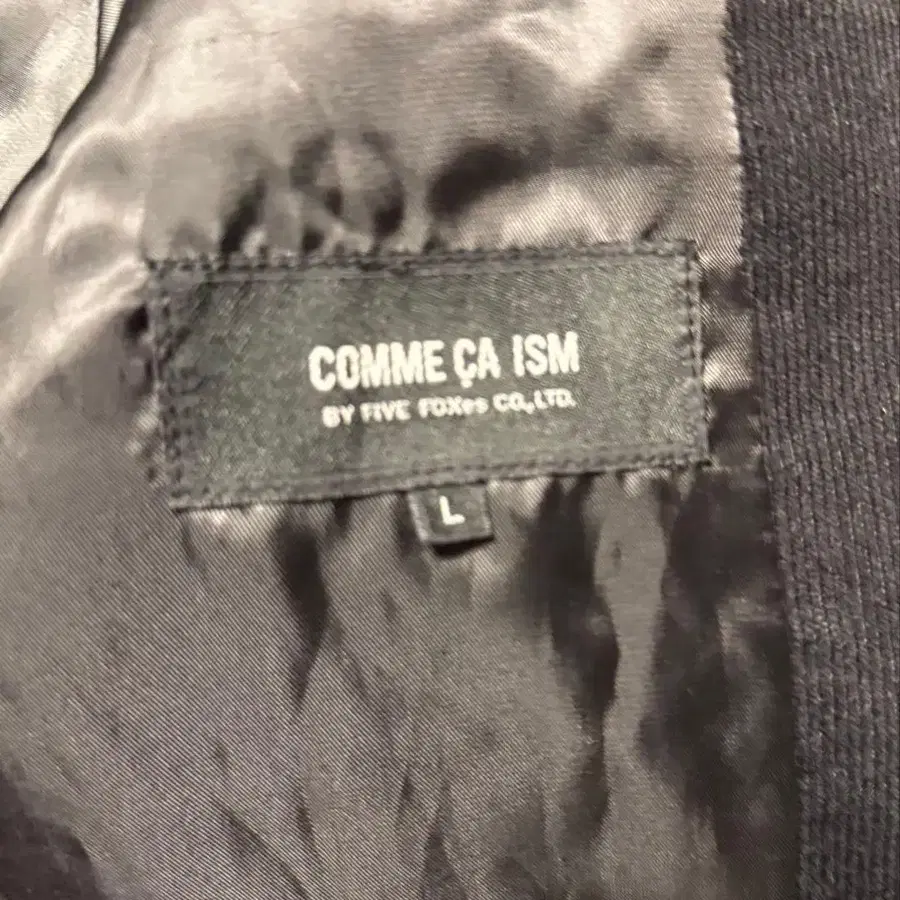 COMME ÇA ISM
BY FIVE FOXes CO.,LTD.
L